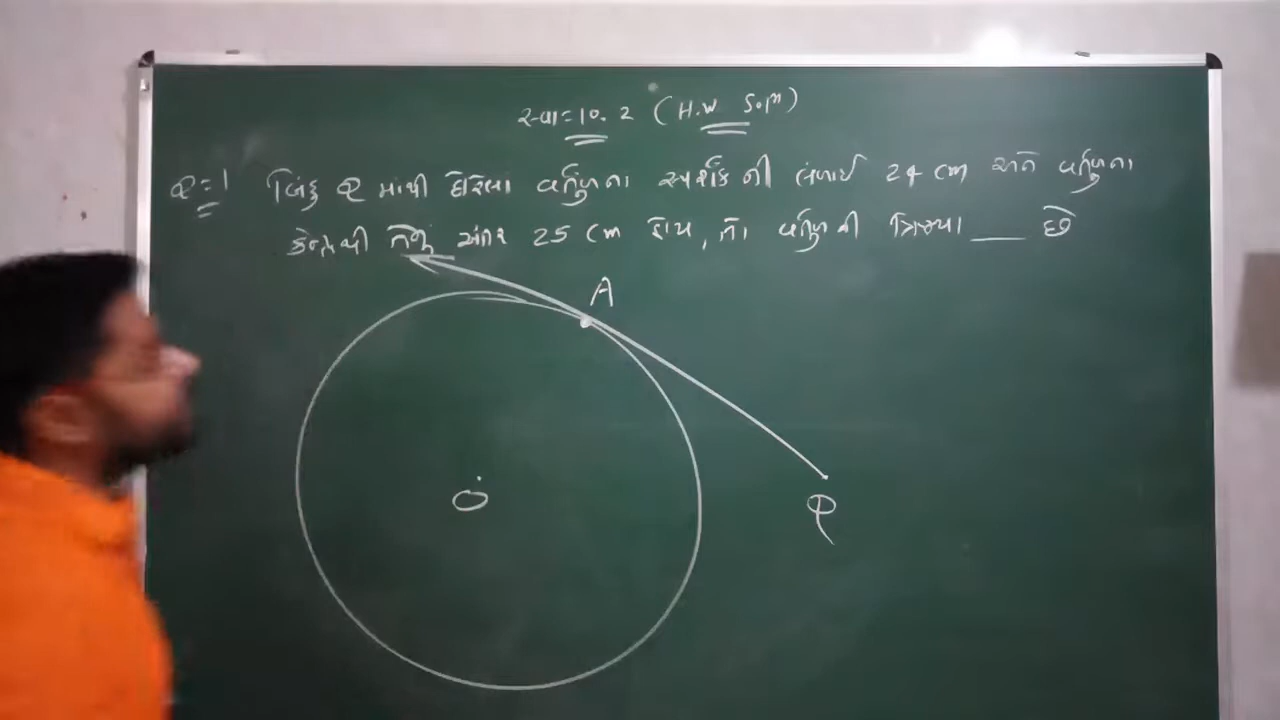 સ્વા=10.2 (H.W Soln)
Q=1 બિંદુ Q માંથી દોરેલા વર્તુળના સ્પર્શકની લંબાઈ 24 cm અને વર્તુળના
કેન્દ્રથી તેનું અંતર 25 cm હોય, તો વર્તુળની ત્રિજ્યા ___ છે
A
O
Q